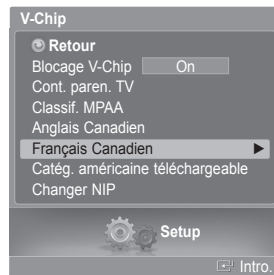 V-Chip
Retour
Blocage V-Chip On
Cont. paren. TV
Classif. MPAA
Anglais Canadien
Français Canadien
Catég. américaine téléchargeable
Changer NIP
Setup
Intro.